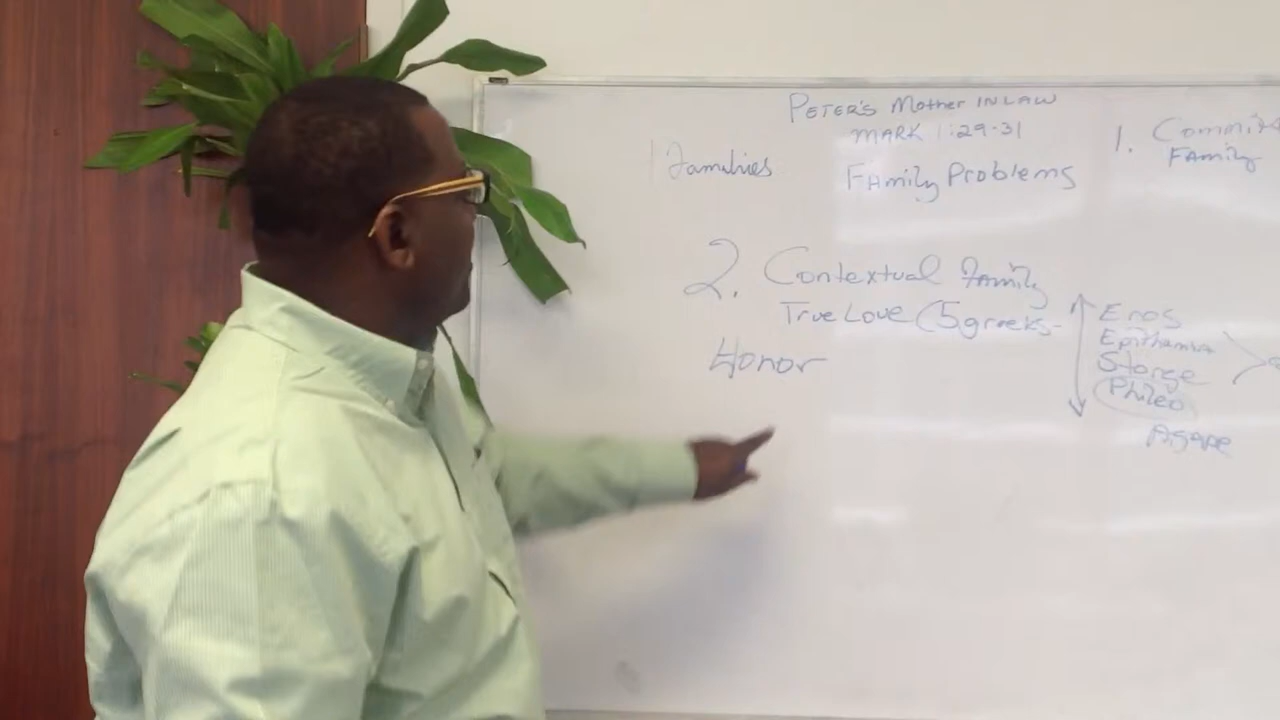 PETER'S Mother IN LAW
MARK 1:29-31
1 Families
Family Problems
1. Commit
Family
2. Contextual Family
True Love (5 greeks-
Honor
Eros
Epithamia
Storge
Phileo
Agape